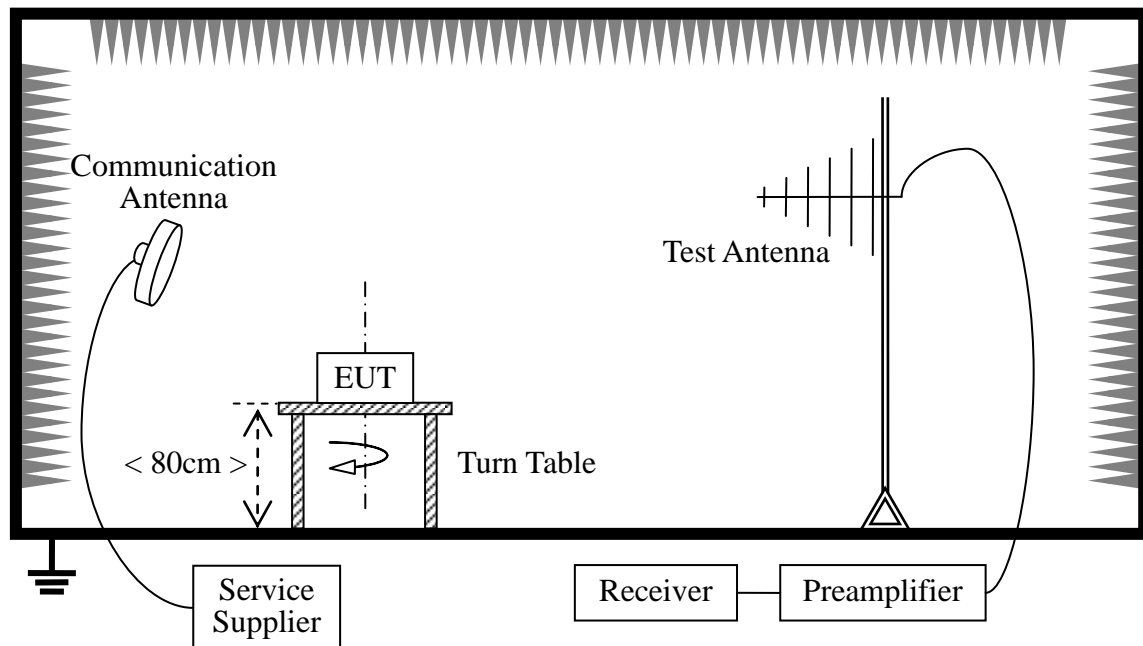 Communication
Antenna
Test Antenna
EUT
< 80cm >
Turn Table
Service
Supplier
Receiver
Preamplifier